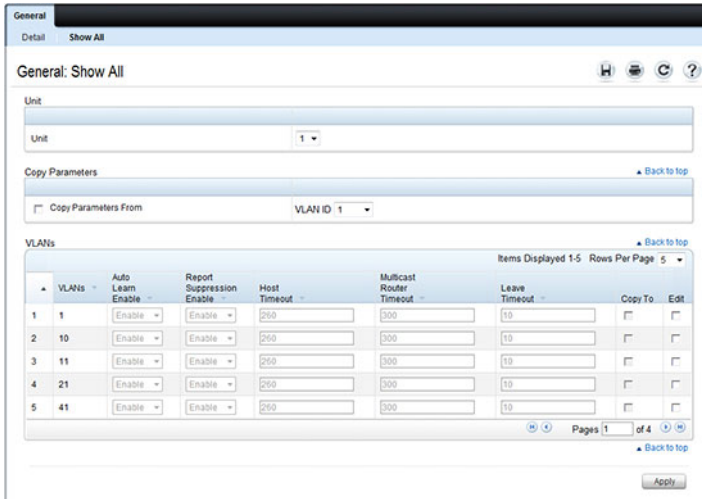 General
Detail Show All
General: Show All
?
Unit
Unit 1
Copy Parameters ▲ Back to top
Copy Parameters From VLAN ID 1
VLANs ▲ Back to top
Items Displayed 1-5 Rows Per Page 5
VLANs Auto Learn Enable Report Suppression Enable Host Timeout Multicast Router Timeout Leave Timeout Copy To Edit
1 1 Enable Enable 260 300 10
2 10 Enable Enable 260 300 10
3 11 Enable Enable 260 300 10
4 21 Enable Enable 260 300 10
5 41 Enable Enable 260 300 10
Pages 1 of 4
▲ Back to top
Apply